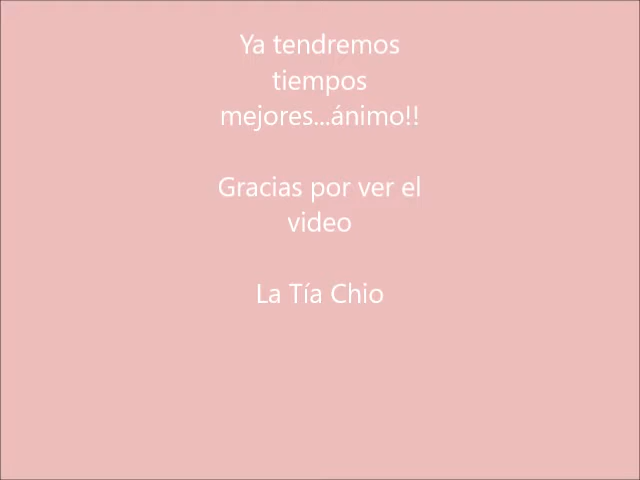 Ya tendremos
tiempos
mejores...ánimo!!
Gracias por ver el
video
La Tía Chio